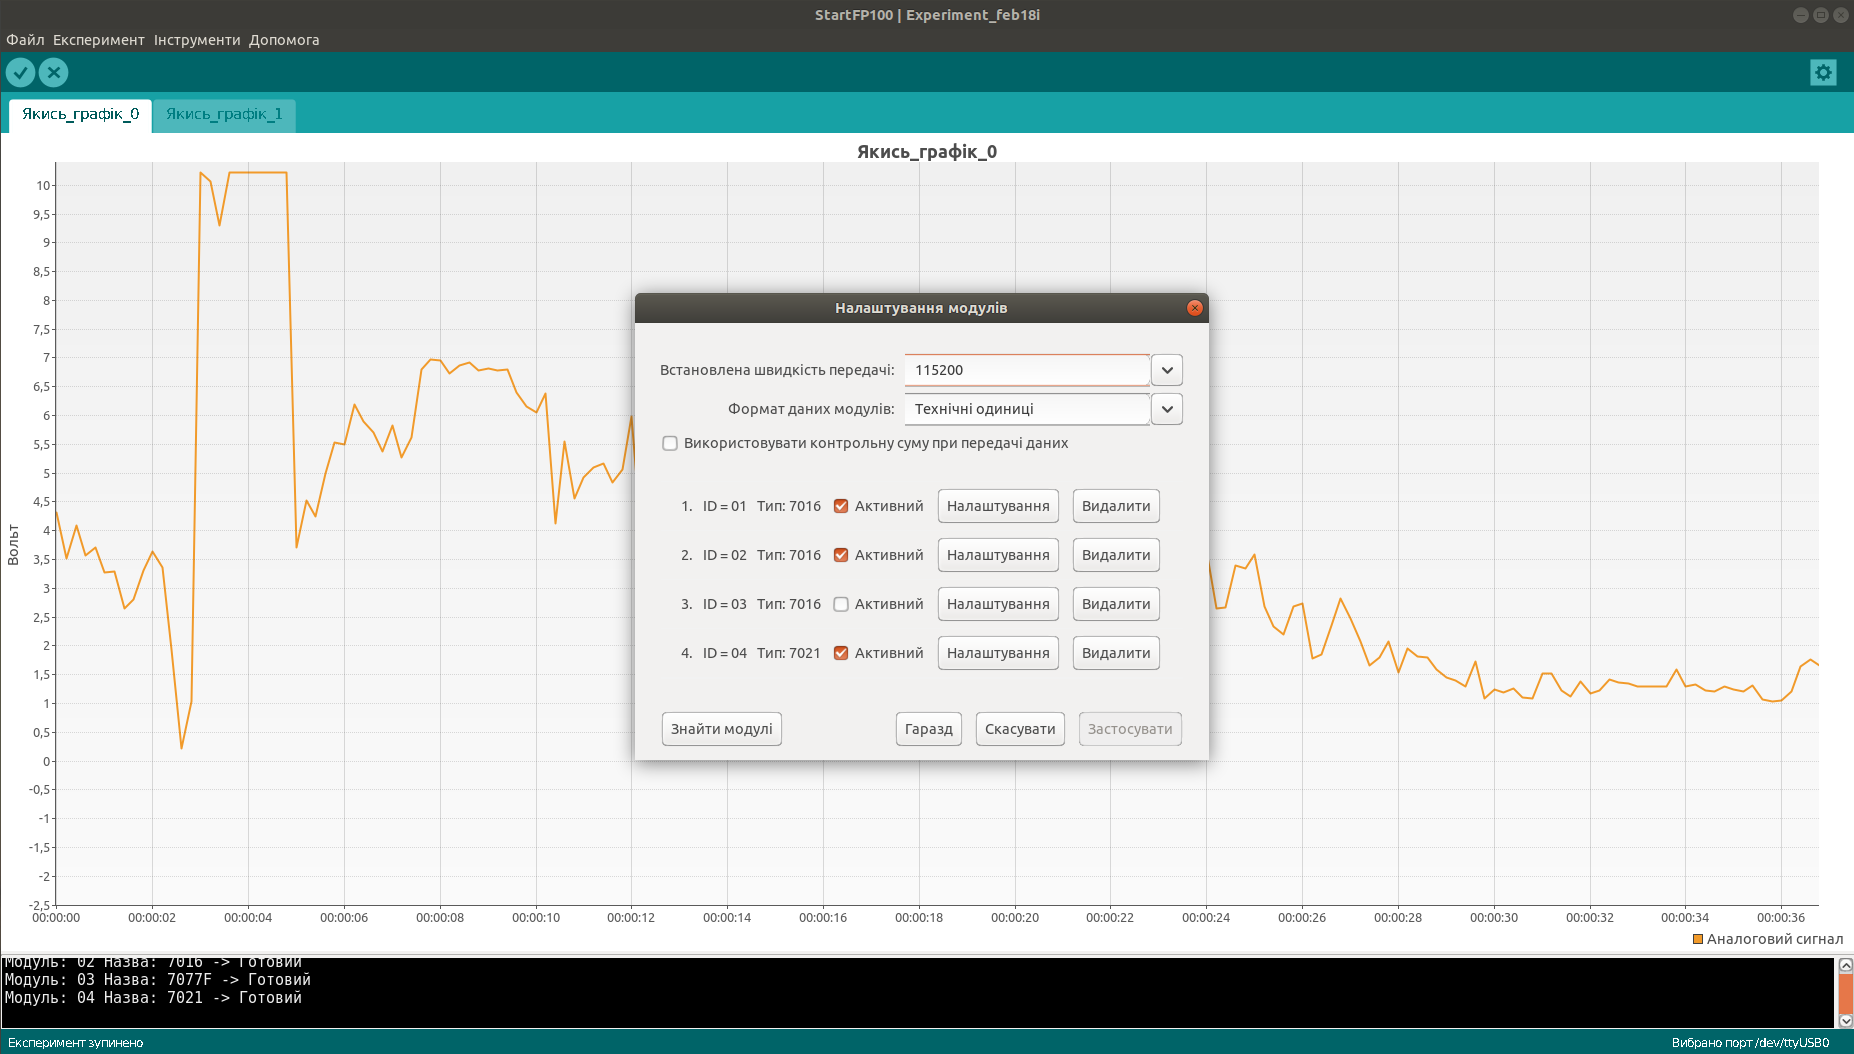 StartFP100 | Experiment_feb18i
Файл Експеримент Інструменти Допомога
Якись_графік_0 Якись_графік_1
Якись_графік_0
Вольт
10
9,5
9
8,5
8
7,5
7
6,5
6
5,5
5
4,5
4
3,5
3
2,5
2
1,5
1
0,5
0
-0,5
-1
-1,5
-2
-2,5
00:00:00 00:00:02 00:00:04 00:00:06 00:00:08 00:00:10 00:00:12 00:00:14 00:00:16 00:00:18 00:00:20 00:00:22 00:00:24 00:00:26 00:00:28 00:00:30 00:00:32 00:00:34 00:00:36
Аналоговий сигнал
Налаштування модулів
Встановлена швидкість передачі: 115200
Формат даних модулів: Технічні одиниці
Використовувати контрольну суму при передачі даних
1. ID = 01 Тип: 7016 Активний Налаштування Видалити
2. ID = 02 Тип: 7016 Активний Налаштування Видалити
3. ID = 03 Тип: 7016 Активний Налаштування Видалити
4. ID = 04 Тип: 7021 Активний Налаштування Видалити
Знайти модулі Гаразд Скасувати Застосувати
Модуль: 02 Назва: 7016 -> Готовий
Модуль: 03 Назва: 7077F -> Готовий
Модуль: 04 Назва: 7021 -> Готовий
Експеримент зупинено Вибрано порт /dev/ttyUSB0